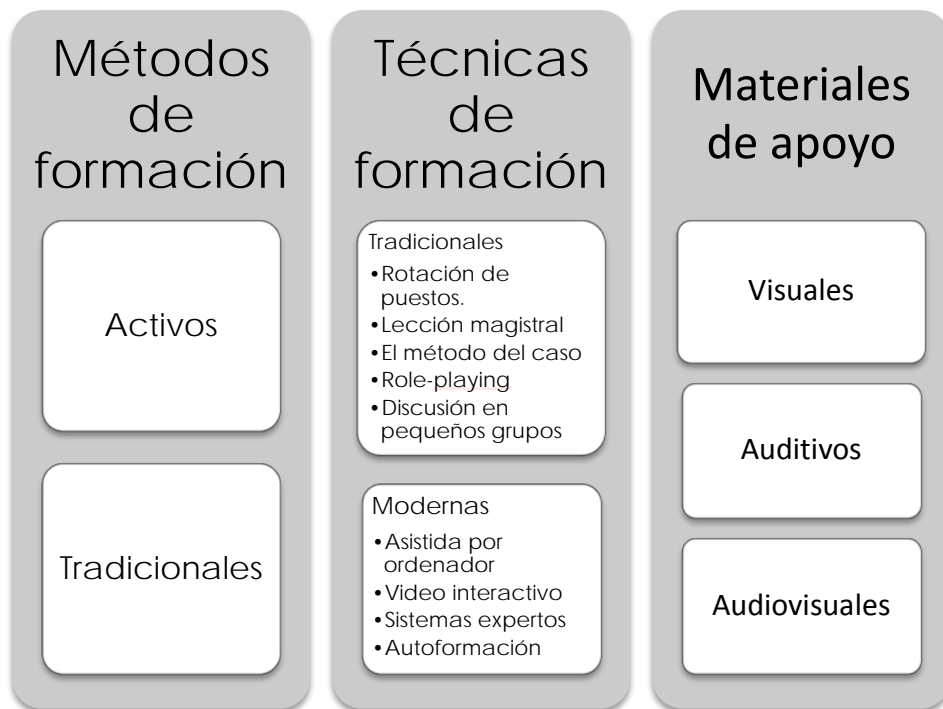 Métodos
de
formación
Activos
Tradicionales
Técnicas
de
formación
Tradicionales
•Rotación de
puestos.
•Lección magistral
•El método del caso
•Role-playing
•Discusión en
pequeños grupos
Modernas
•Asistida por
ordenador
•Video interactivo
•Sistemas expertos
•Autoformación
Materiales
de apoyo
Visuales
Auditivos
Audiovisuales